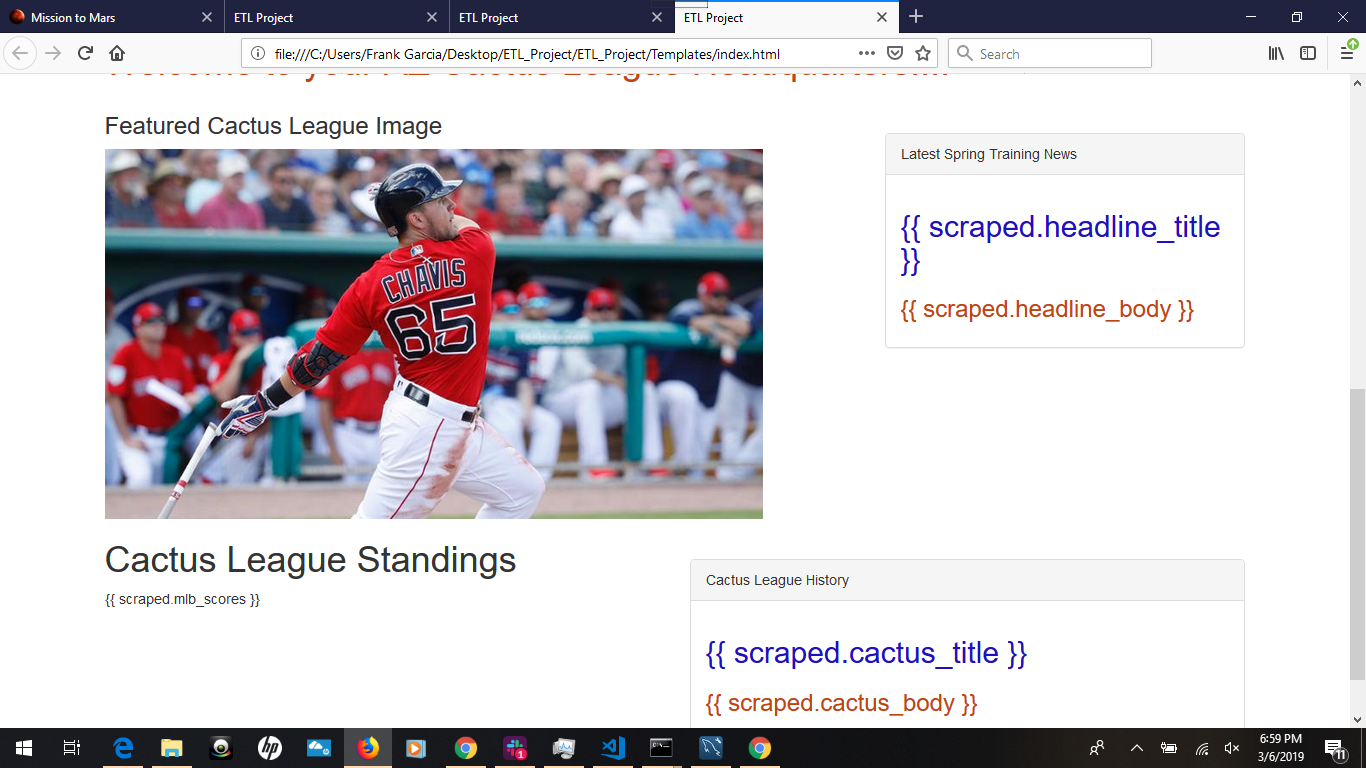 Mission to Mars
ETL Project
ETL Project
ETL Project
file:///C:/Users/Frank Garcia/Desktop/ETL_Project/ETL_Project/Templates/index.html
Search
Featured Cactus League Image
Latest Spring Training News
{{ scraped.headline_title
}}
{{ scraped.headline_body }}
CHAVIS
65
Cactus League Standings
{{ scraped.mlb_scores }}
Cactus League History
{{ scraped.cactus_title }}
{{ scraped.cactus_body }}
hp
1
6:59 PM
3/6/2019
11